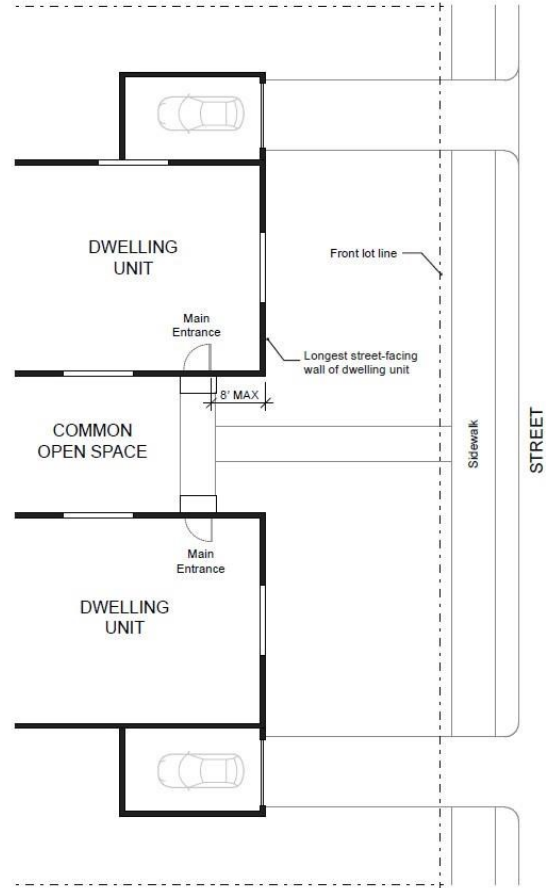 DWELLING
UNIT
Front lot line
Main
Entrance
Longest street-facing
wall of dwelling unit
8' MAX
COMMON
OPEN SPACE
Sidewalk
STREET
Main
Entrance
DWELLING
UNIT